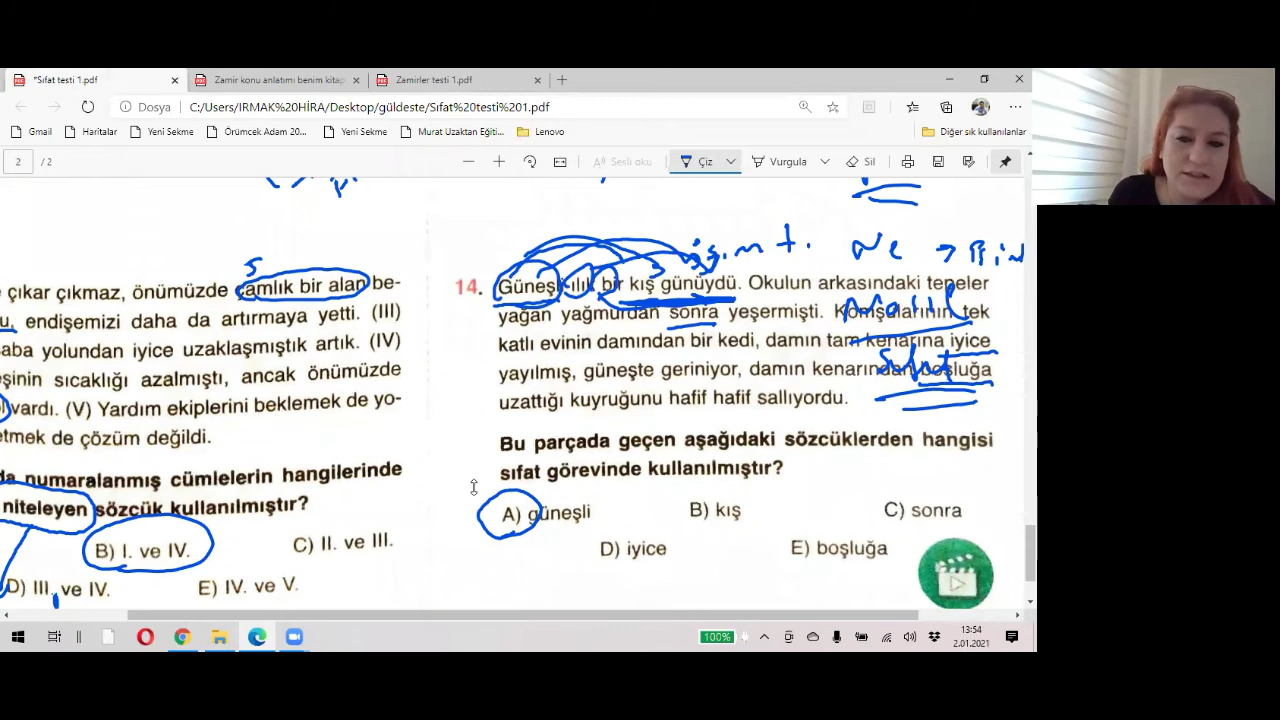 *Sıfat testi 1.pdf
Zamir konu anlatımı benim kitap
Zamirler testi 1.pdf
Dosya
C:/Users/IRMAK%20HİRA/Desktop/güldeste/Sıfat%20testi%201.pdf
Gmail
Haritalar
Yeni Sekme
Örümcek Adam 20...
Yeni Sekme
Murat Uzaktan Eğiti...
Lenovo
Diğer sık kullanılanlar
2 / 2
Sesli oku
Çiz
Vurgula
Sil
s
çamlık bir alan be-
e çıkar çıkmaz, önümüzde
u, endişemizi daha da artırmaya yetti. (III)
aba yolundan iyice uzaklaşmıştık artık. (IV)
eşinin sıcaklığı azalmıştı, ancak önümüzde
vardı. (V) Yardım ekiplerini beklemek de yo-
etmek de çözüm değildi.
da numaralanmış cümlelerin hangilerinde
niteleyen sözcük kullanılmıştır?
B) I. ve IV.
C) II. ve III.
D) III. ve IV.
E) IV. ve V.
is.m t. Ne
14. Güneşli ılık bir kış günüydü. Okulun arkasındaki tepeler
yağan yağmurdan sonra yeşermişti. Komşularının tek
Nasıl
katlı evinin damından bir kedi, damın tam kenarına iyice
sıfat
yayılmış, güneşte geriniyor, damın kenarından boşluğa
uzattığı kuyruğunu hafif hafif sallıyordu.
Bu parçada geçen aşağıdaki sözcüklerden hangisi
sıfat görevinde kullanılmıştır?
A) güneşli
B) kış
C) sonra
D) iyice
E) boşluğa
100%
13:54
2.01.2021